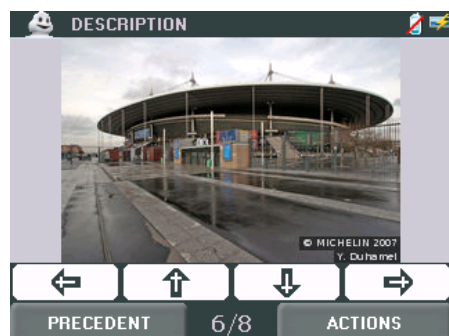 DESCRIPTION
© MICHELIN 2007
Y. Duhamel
PRECEDENT
6/8
ACTIONS